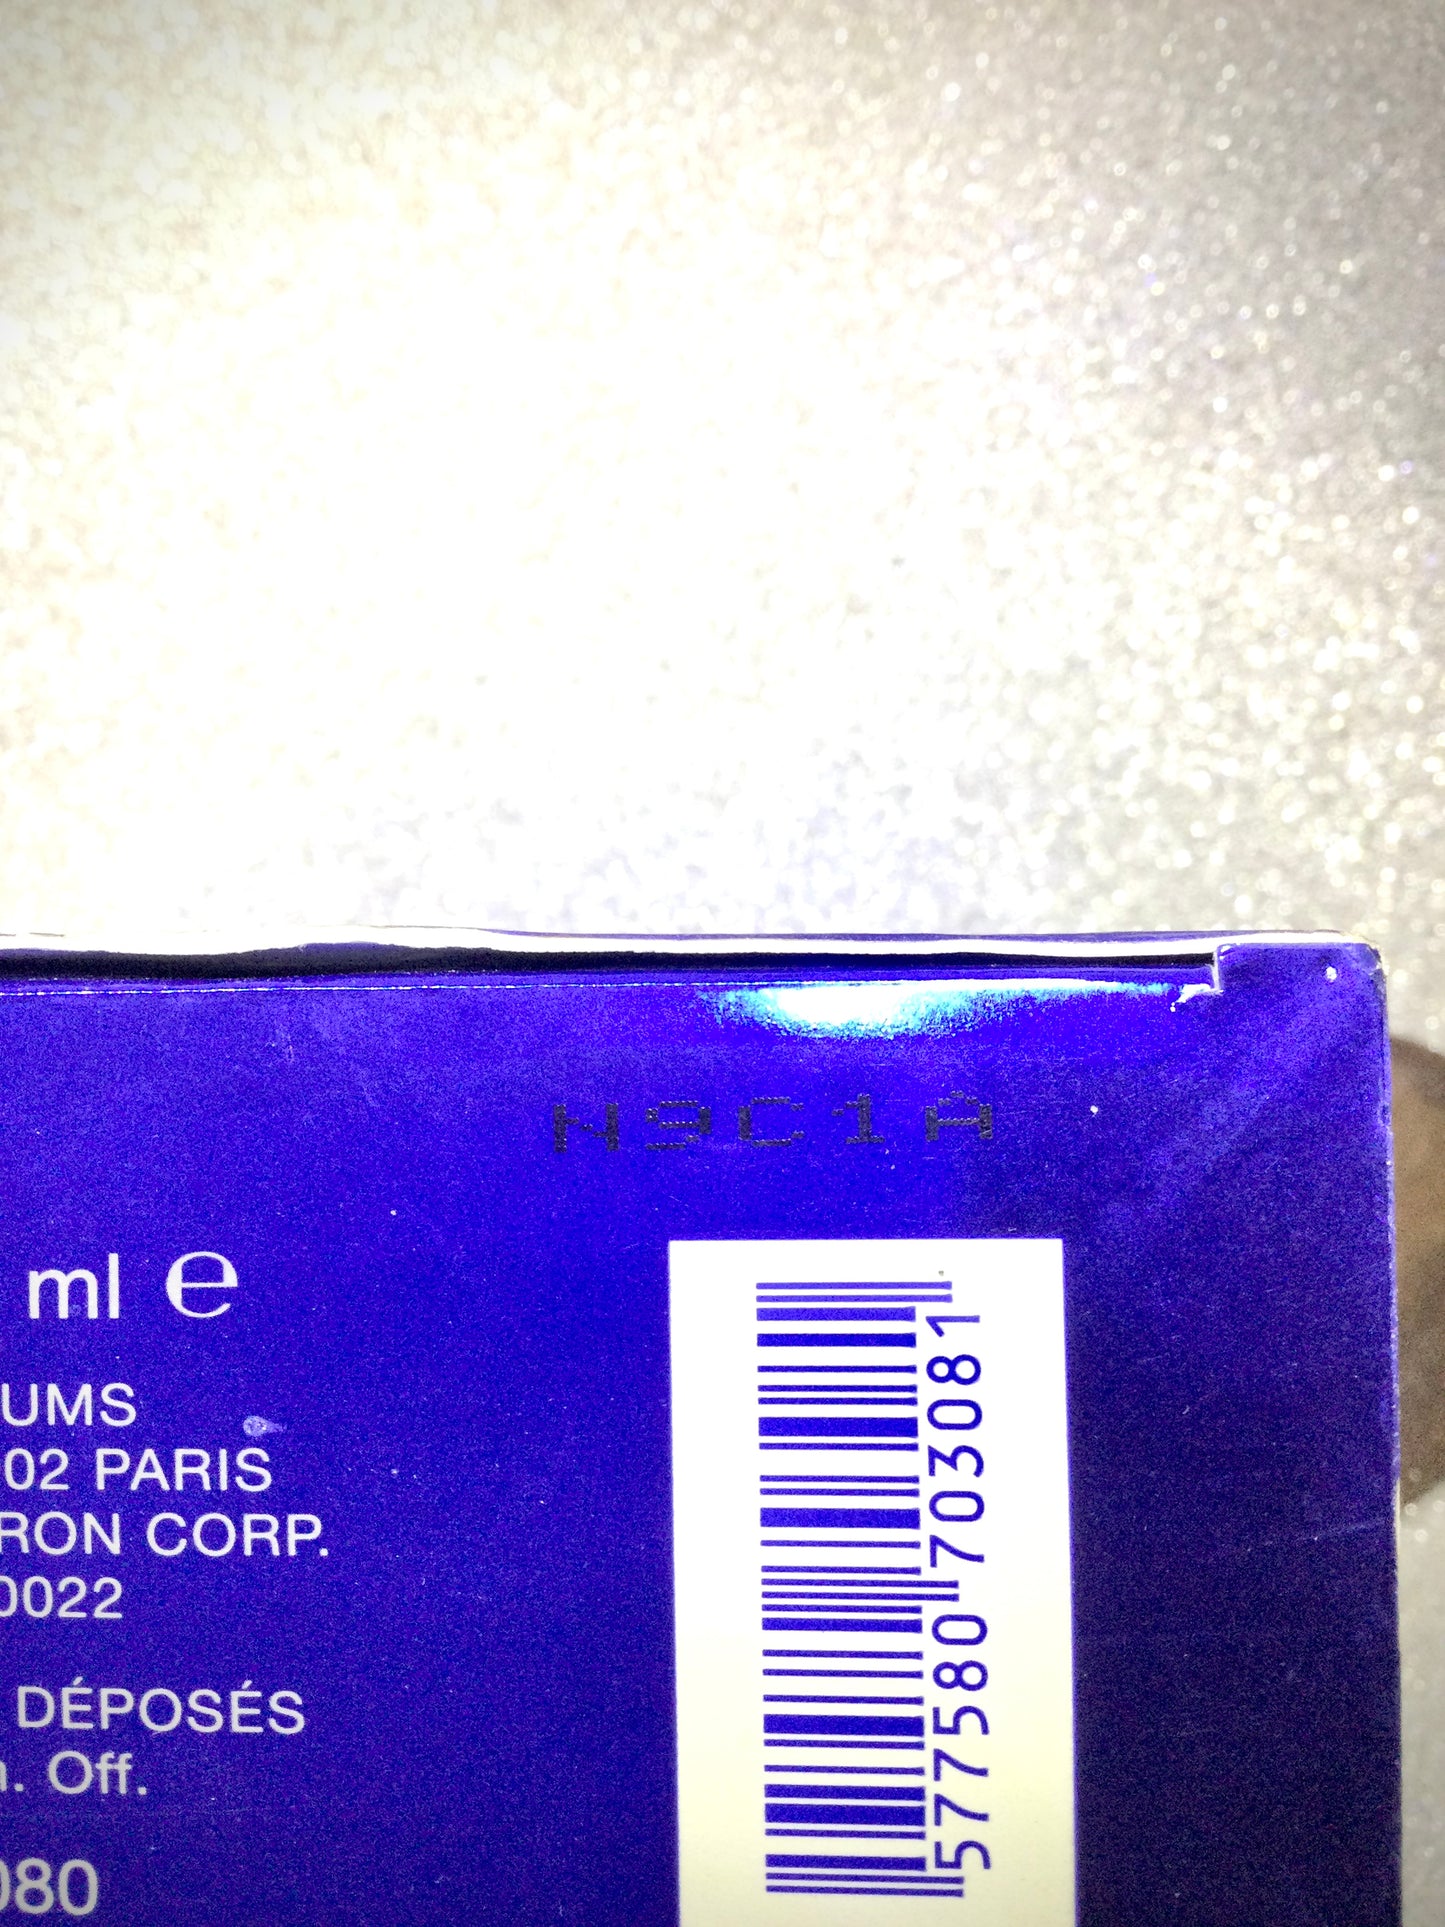 N9C1A
ml e
UMS
02 PARIS
RON CORP.
0022
DÉPOSÉS
. Off.
080
577580 703081